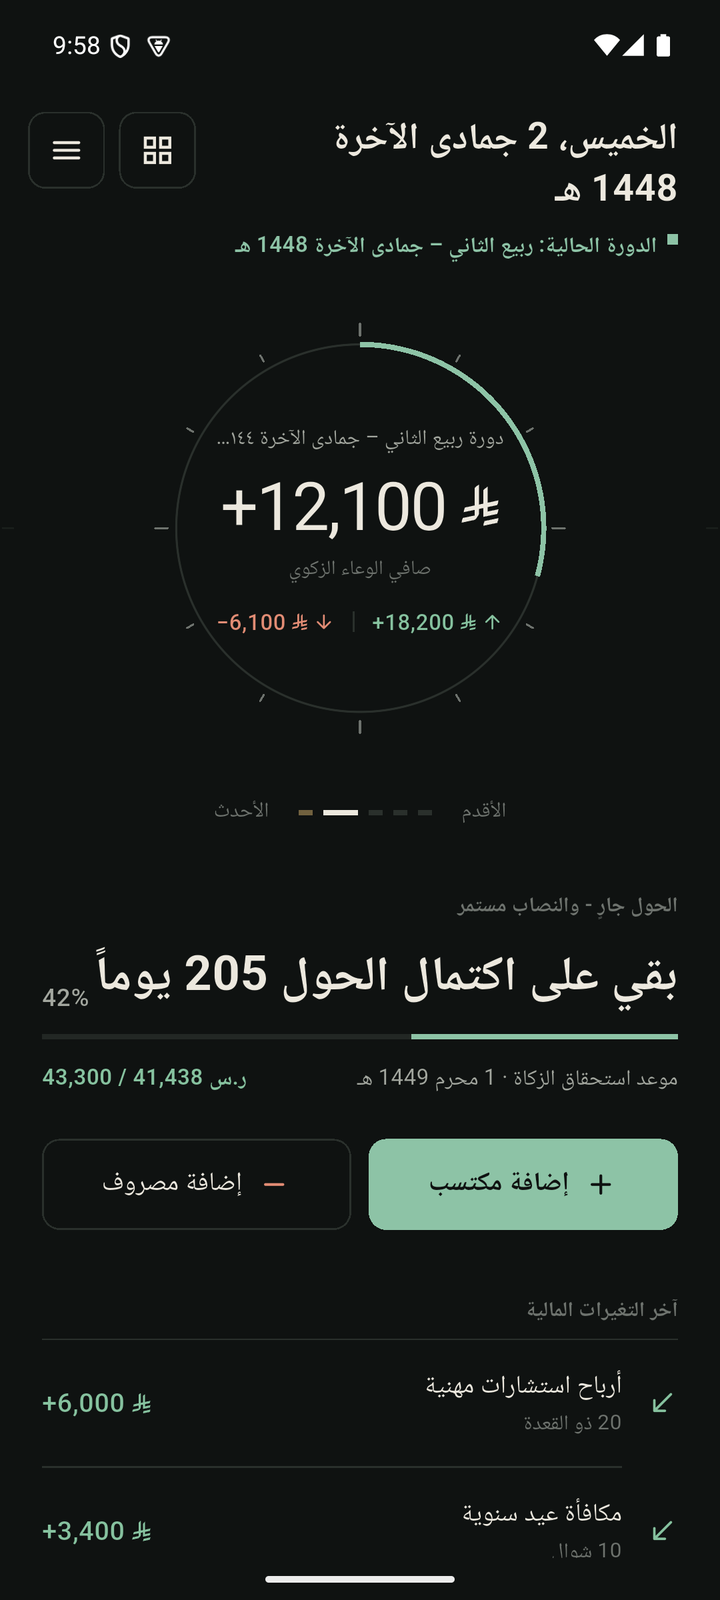 9:58
الخميس، 2 جمادى الآخرة
1448 هـ
الدورة الحالية: ربيع الثاني – جمادى الآخرة 1448 هـ
دورة ربيع الثاني – جمادى الآخرة ١٤٤...
+12,100 ⃁
صافي الوعاء الزكوي
↑ ⃁ +18,200 | ↓ ⃁ −6,100
الأقدم
الأحدث
الحول جارٍ - والنصاب مستمر
بقي على اكتمال الحول 205 يوماً
42%
موعد استحقاق الزكاة · 1 محرم 1449 هـ
43,300 / 41,438 ر.س
+ إضافة مكتسب
− إضافة مصروف
آخر التغيرات المالية
أرباح استشارات مهنية
20 ذو القعدة
+6,000 ⃁
مكافأة عيد سنوية
10 شوال
+3,400 ⃁